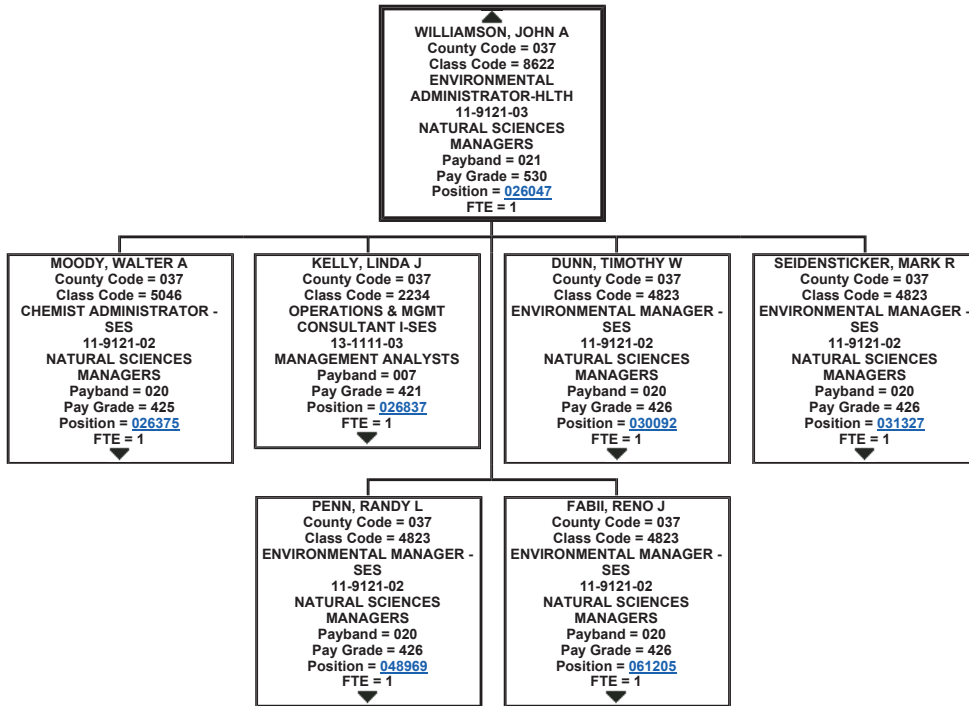 WILLIAMSON, JOHN A
County Code = 037
Class Code = 8622
ENVIRONMENTAL
ADMINISTRATOR-HLTH
11-9121-03
NATURAL SCIENCES
MANAGERS
Payband = 021
Pay Grade = 530
Position = 026047
FTE = 1
MOODY, WALTER A
County Code = 037
Class Code = 5046
CHEMIST ADMINISTRATOR -
SES
11-9121-02
NATURAL SCIENCES
MANAGERS
Payband = 020
Pay Grade = 425
Position = 026375
FTE = 1
KELLY, LINDA J
County Code = 037
Class Code = 2234
OPERATIONS & MGMT
CONSULTANT I-SES
13-1111-03
MANAGEMENT ANALYSTS
Payband = 007
Pay Grade = 421
Position = 026837
FTE = 1
DUNN, TIMOTHY W
County Code = 037
Class Code = 4823
ENVIRONMENTAL MANAGER -
SES
11-9121-02
NATURAL SCIENCES
MANAGERS
Payband = 020
Pay Grade = 426
Position = 030092
FTE = 1
SEIDENSTICKER, MARK R
County Code = 037
Class Code = 4823
ENVIRONMENTAL MANAGER -
SES
11-9121-02
NATURAL SCIENCES
MANAGERS
Payband = 020
Pay Grade = 426
Position = 031327
FTE = 1
PENN, RANDY L
County Code = 037
Class Code = 4823
ENVIRONMENTAL MANAGER -
SES
11-9121-02
NATURAL SCIENCES
MANAGERS
Payband = 020
Pay Grade = 426
Position = 048969
FTE = 1
FABII, RENO J
County Code = 037
Class Code = 4823
ENVIRONMENTAL MANAGER -
SES
11-9121-02
NATURAL SCIENCES
MANAGERS
Payband = 020
Pay Grade = 426
Position = 061205
FTE = 1